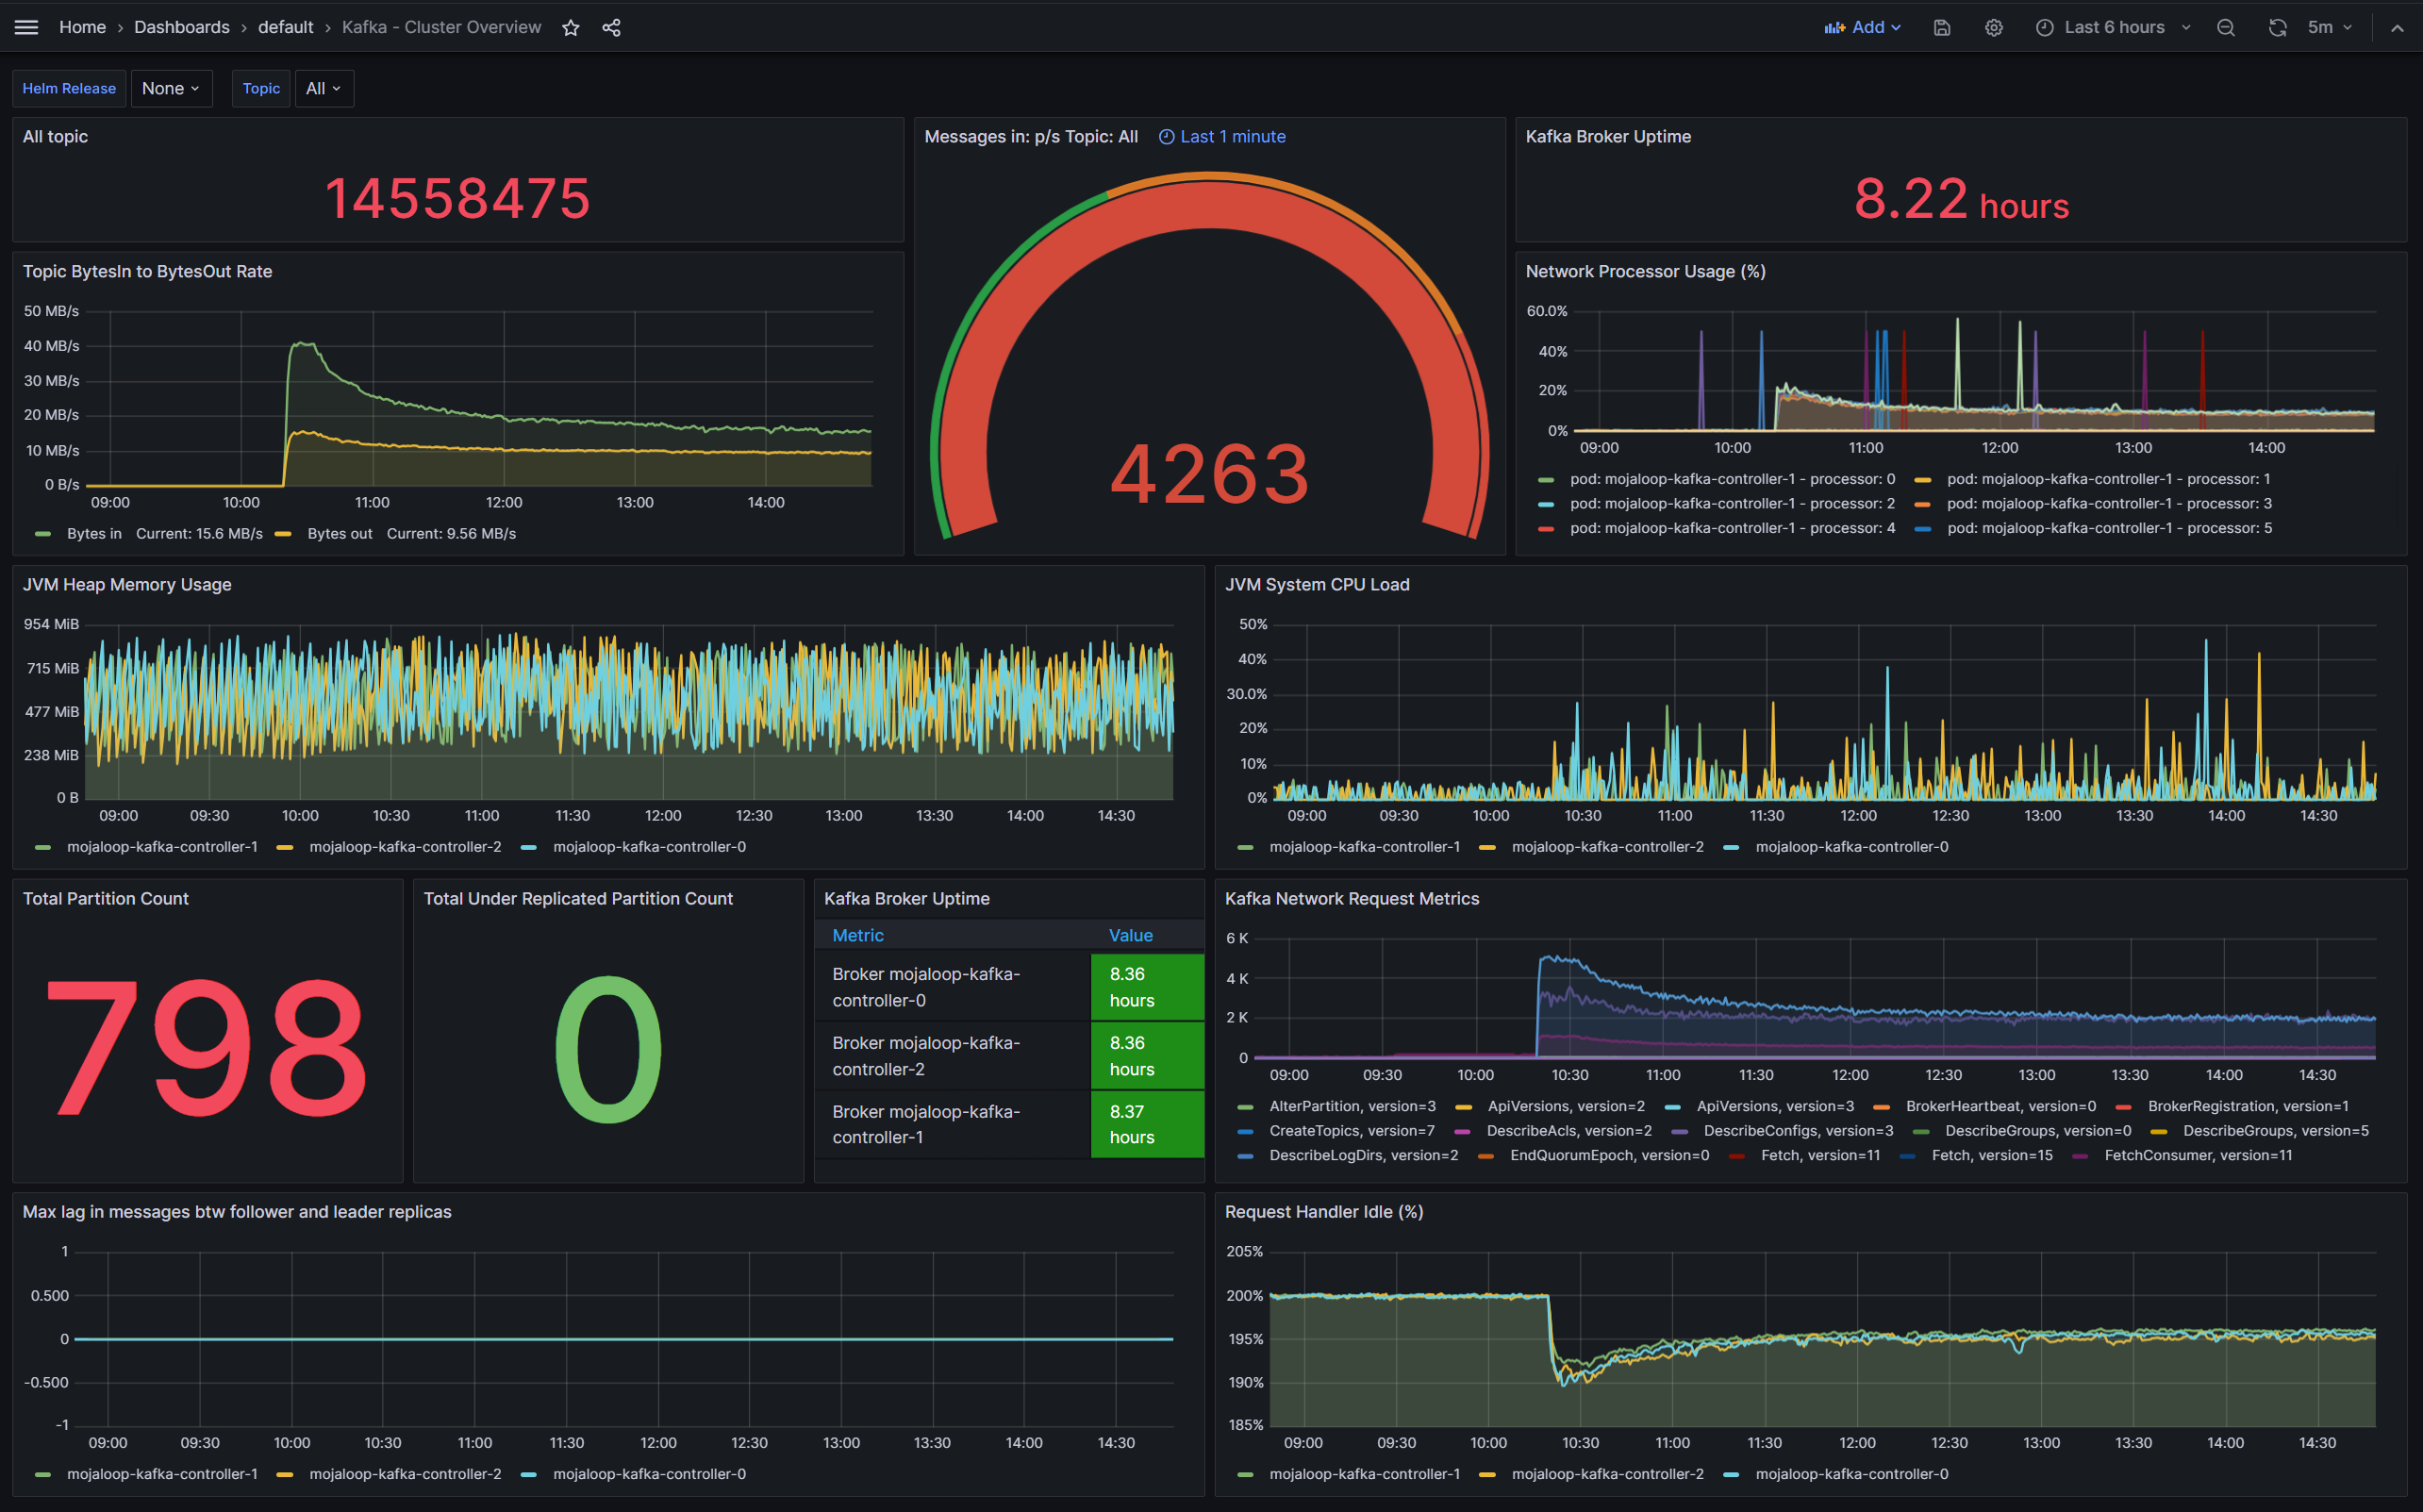 Home › Dashboards › default › Kafka - Cluster Overview
Add
Last 6 hours
5m
Helm Release None Topic All
All topic
14558475
Messages in: p/s Topic: All Last 1 minute
4263
Kafka Broker Uptime
8.22 hours
Topic BytesIn to BytesOut Rate
50 MB/s
40 MB/s
30 MB/s
20 MB/s
10 MB/s
0 B/s
09:00 10:00 11:00 12:00 13:00 14:00
Bytes in Current: 15.6 MB/s Bytes out Current: 9.56 MB/s
Network Processor Usage (%)
60.0%
40%
20%
0%
09:00 10:00 11:00 12:00 13:00 14:00
pod: mojaloop-kafka-controller-1 - processor: 0 pod: mojaloop-kafka-controller-1 - processor: 1
pod: mojaloop-kafka-controller-1 - processor: 2 pod: mojaloop-kafka-controller-1 - processor: 3
pod: mojaloop-kafka-controller-1 - processor: 4 pod: mojaloop-kafka-controller-1 - processor: 5
JVM Heap Memory Usage
954 MiB
715 MiB
477 MiB
238 MiB
0 B
09:00 09:30 10:00 10:30 11:00 11:30 12:00 12:30 13:00 13:30 14:00 14:30
mojaloop-kafka-controller-1 mojaloop-kafka-controller-2 mojaloop-kafka-controller-0
JVM System CPU Load
50%
40%
30.0%
20%
10%
0%
09:00 09:30 10:00 10:30 11:00 11:30 12:00 12:30 13:00 13:30 14:00 14:30
mojaloop-kafka-controller-1 mojaloop-kafka-controller-2 mojaloop-kafka-controller-0
Total Partition Count
798
Total Under Replicated Partition Count
0
Kafka Broker Uptime
Metric Value
Broker mojaloop-kafka-controller-0 8.36 hours
Broker mojaloop-kafka-controller-2 8.36 hours
Broker mojaloop-kafka-controller-1 8.37 hours
Kafka Network Request Metrics
6 K
4 K
2 K
0
09:00 09:30 10:00 10:30 11:00 11:30 12:00 12:30 13:00 13:30 14:00 14:30
AlterPartition, version=3 ApiVersions, version=2 ApiVersions, version=3 BrokerHeartbeat, version=0 BrokerRegistration, version=1
CreateTopics, version=7 DescribeAcls, version=2 DescribeConfigs, version=3 DescribeGroups, version=0 DescribeGroups, version=5
DescribeLogDirs, version=2 EndQuorumEpoch, version=0 Fetch, version=11 Fetch, version=15 FetchConsumer, version=11
Max lag in messages btw follower and leader replicas
1
0.500
0
-0.500
-1
09:00 09:30 10:00 10:30 11:00 11:30 12:00 12:30 13:00 13:30 14:00 14:30
mojaloop-kafka-controller-1 mojaloop-kafka-controller-2 mojaloop-kafka-controller-0
Request Handler Idle (%)
205%
200%
195%
190%
185%
09:00 09:30 10:00 10:30 11:00 11:30 12:00 12:30 13:00 13:30 14:00 14:30
mojaloop-kafka-controller-1 mojaloop-kafka-controller-2 mojaloop-kafka-controller-0